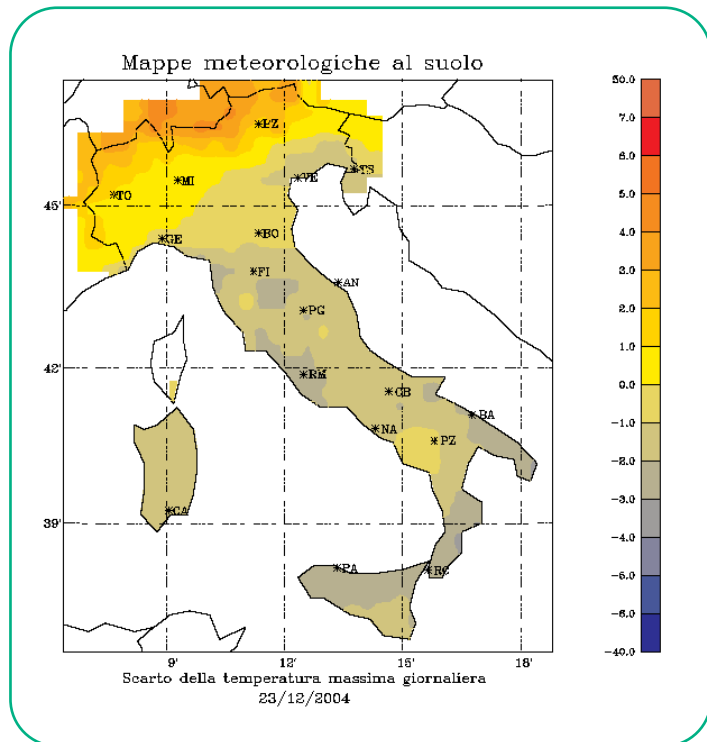 Mappe meteorologiche al suolo
50.0
7.0
6.0
5.0
4.0
3.0
2.0
1.0
0.0
-1.0
-2.0
-3.0
-4.0
-5.0
-6.0
-40.0
45'
42'
39'
9'
12'
15'
18'
BZ
TS
VE
MI
TO
GE
BO
FI
AN
PG
RM
CB
BA
NA
PZ
CA
PA
RC
Scarto della temperatura massima giornaliera
23/12/2004